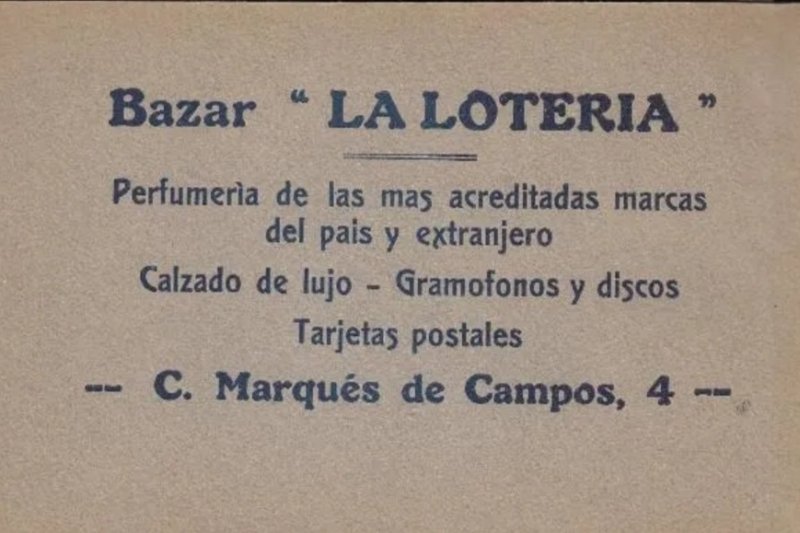 Bazar “ LA LOTERIA ”
Perfumerìa de las mas acreditadas marcas
del pais y extranjero
Calzado de lujo - Gramofonos y discos
Tarjetas postales
-- C. Marqués de Campos, 4 --